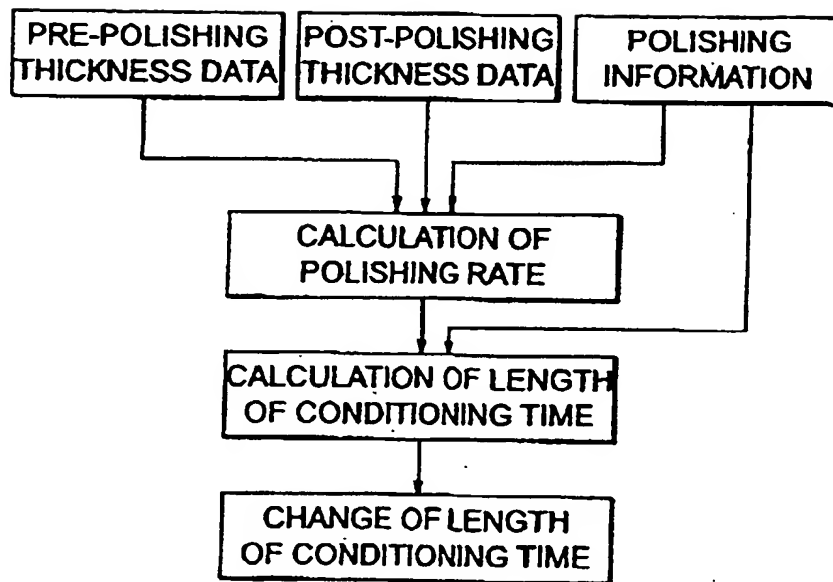 PRE-POLISHING
THICKNESS DATA
POST-POLISHING
THICKNESS DATA
POLISHING
INFORMATION
CALCULATION OF
POLISHING RATE
CALCULATION OF LENGTH
OF CONDITIONING TIME
CHANGE OF LENGTH
OF CONDITIONING TIME